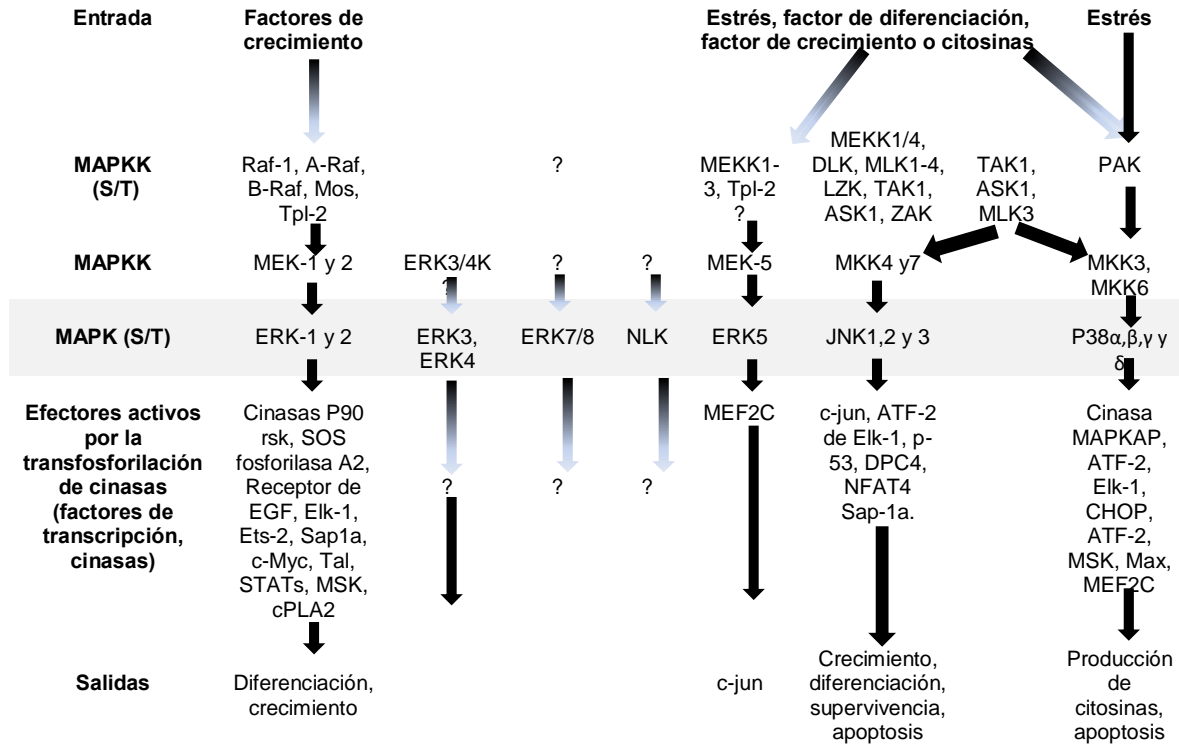 Entrada
Factores de
crecimiento
Estrés, factor de diferenciación,
factor de crecimiento o citosinas
Estrés
MAPKK
(S/T)
Raf-1, A-Raf,
B-Raf, Mos,
Tpl-2
?
MEKK1-
3, Tpl-2
?
MEKK1/4,
DLK, MLK1-4,
LZK, TAK1,
ASK1, ZAK
TAK1,
ASK1,
MLK3
PAK
MAPKK
MEK-1 y 2
ERK3/4K
?
?
?
MEK-5
MKK4 y7
MKK3,
MKK6
MAPK (S/T)
ERK-1 y 2
ERK3,
ERK4
ERK7/8
NLK
ERK5
JNK1,2 y 3
P38α,β,γ y
δ
Efectores activos
por la
transfosforilación
de cinasas
(factores de
transcripción,
cinasas)
Cinasas P90
rsk, SOS
fosforilasa A2,
Receptor de
EGF, Elk-1,
Ets-2, Sap1a,
c-Myc, Tal,
STATs, MSK,
cPLA2
?
?
?
MEF2C
c-jun, ATF-2
de Elk-1, p-
53, DPC4,
NFAT4
Sap-1a.
Cinasa
MAPKAP,
ATF-2,
Elk-1,
CHOP,
ATF-2,
MSK, Max,
MEF2C
Salidas
Diferenciación,
crecimiento
c-jun
Crecimiento,
diferenciación,
supervivencia,
apoptosis
Producción
de
citosinas,
apoptosis